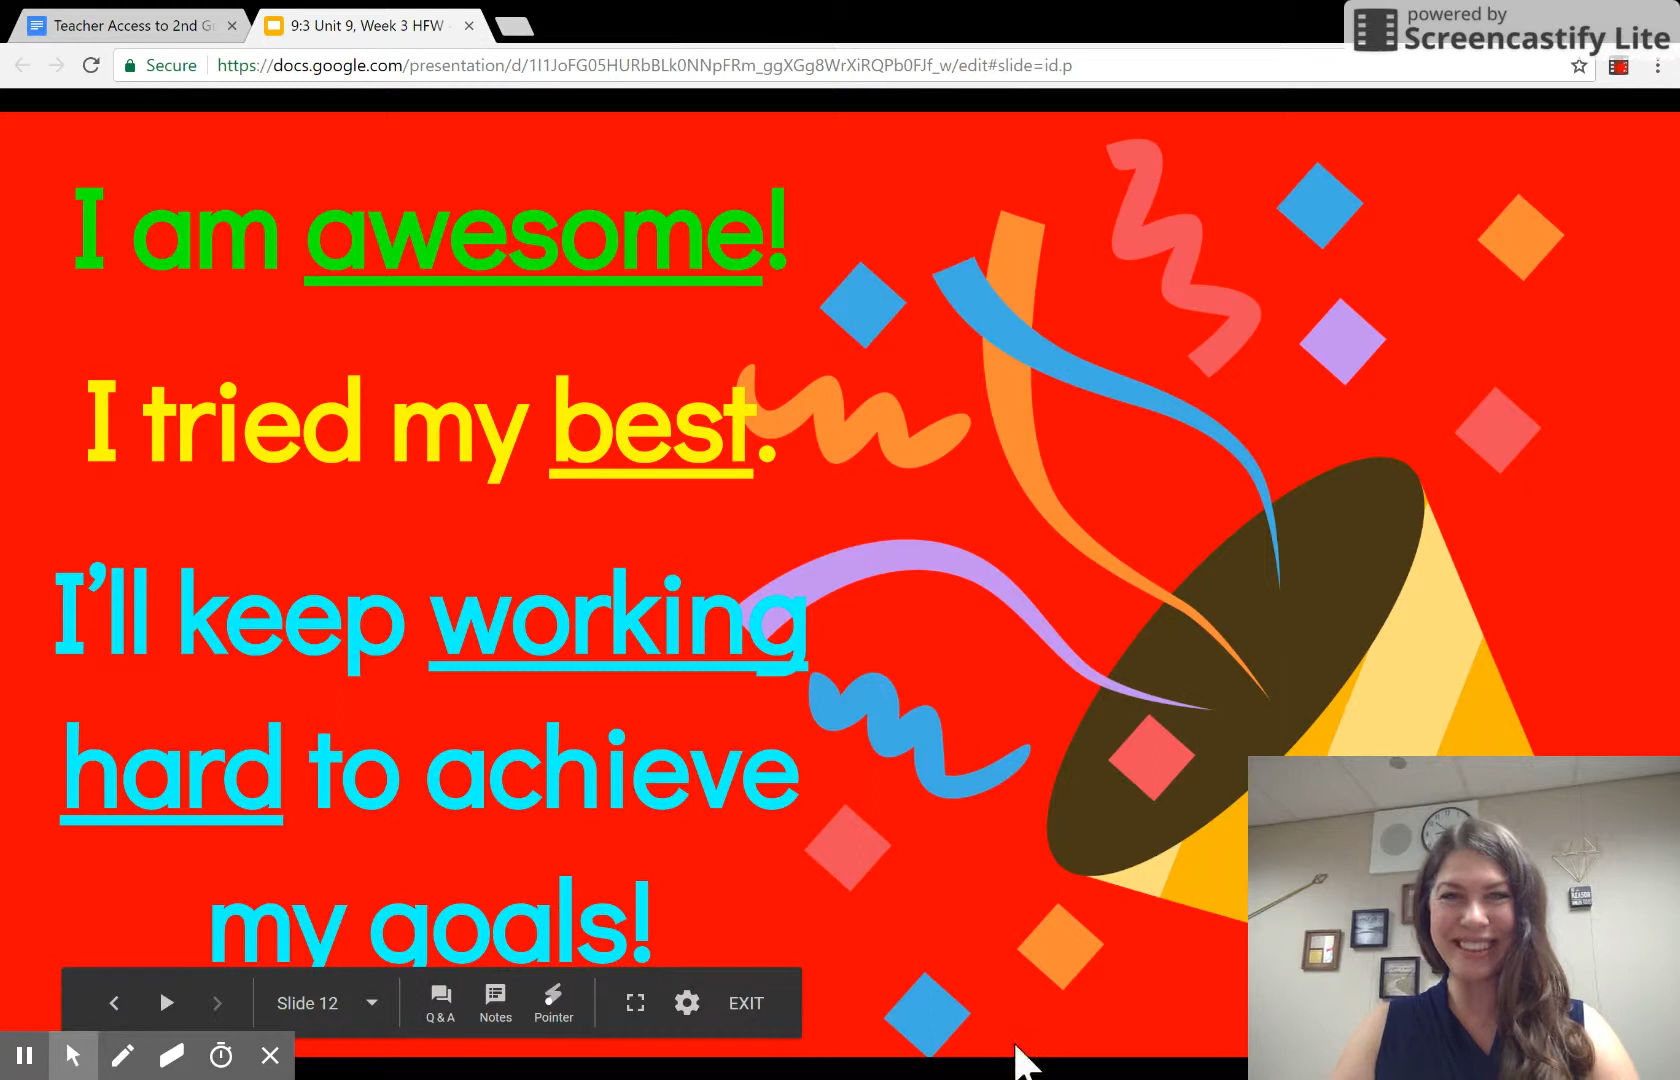 Teacher Access to 2nd Gr
9:3 Unit 9, Week 3 HFW
powered by
Screencastify Lite
Secure
https://docs.google.com/presentation/d/1I1JoFG05HURbBLk0NNpFRm_ggXGg8WrXiRQPb0FJf_w/edit#slide=id.p
I am awesome!
I tried my best.
I'll keep working
hard to achieve
my goals!
Slide 12
Q & A
Notes
Pointer
EXIT